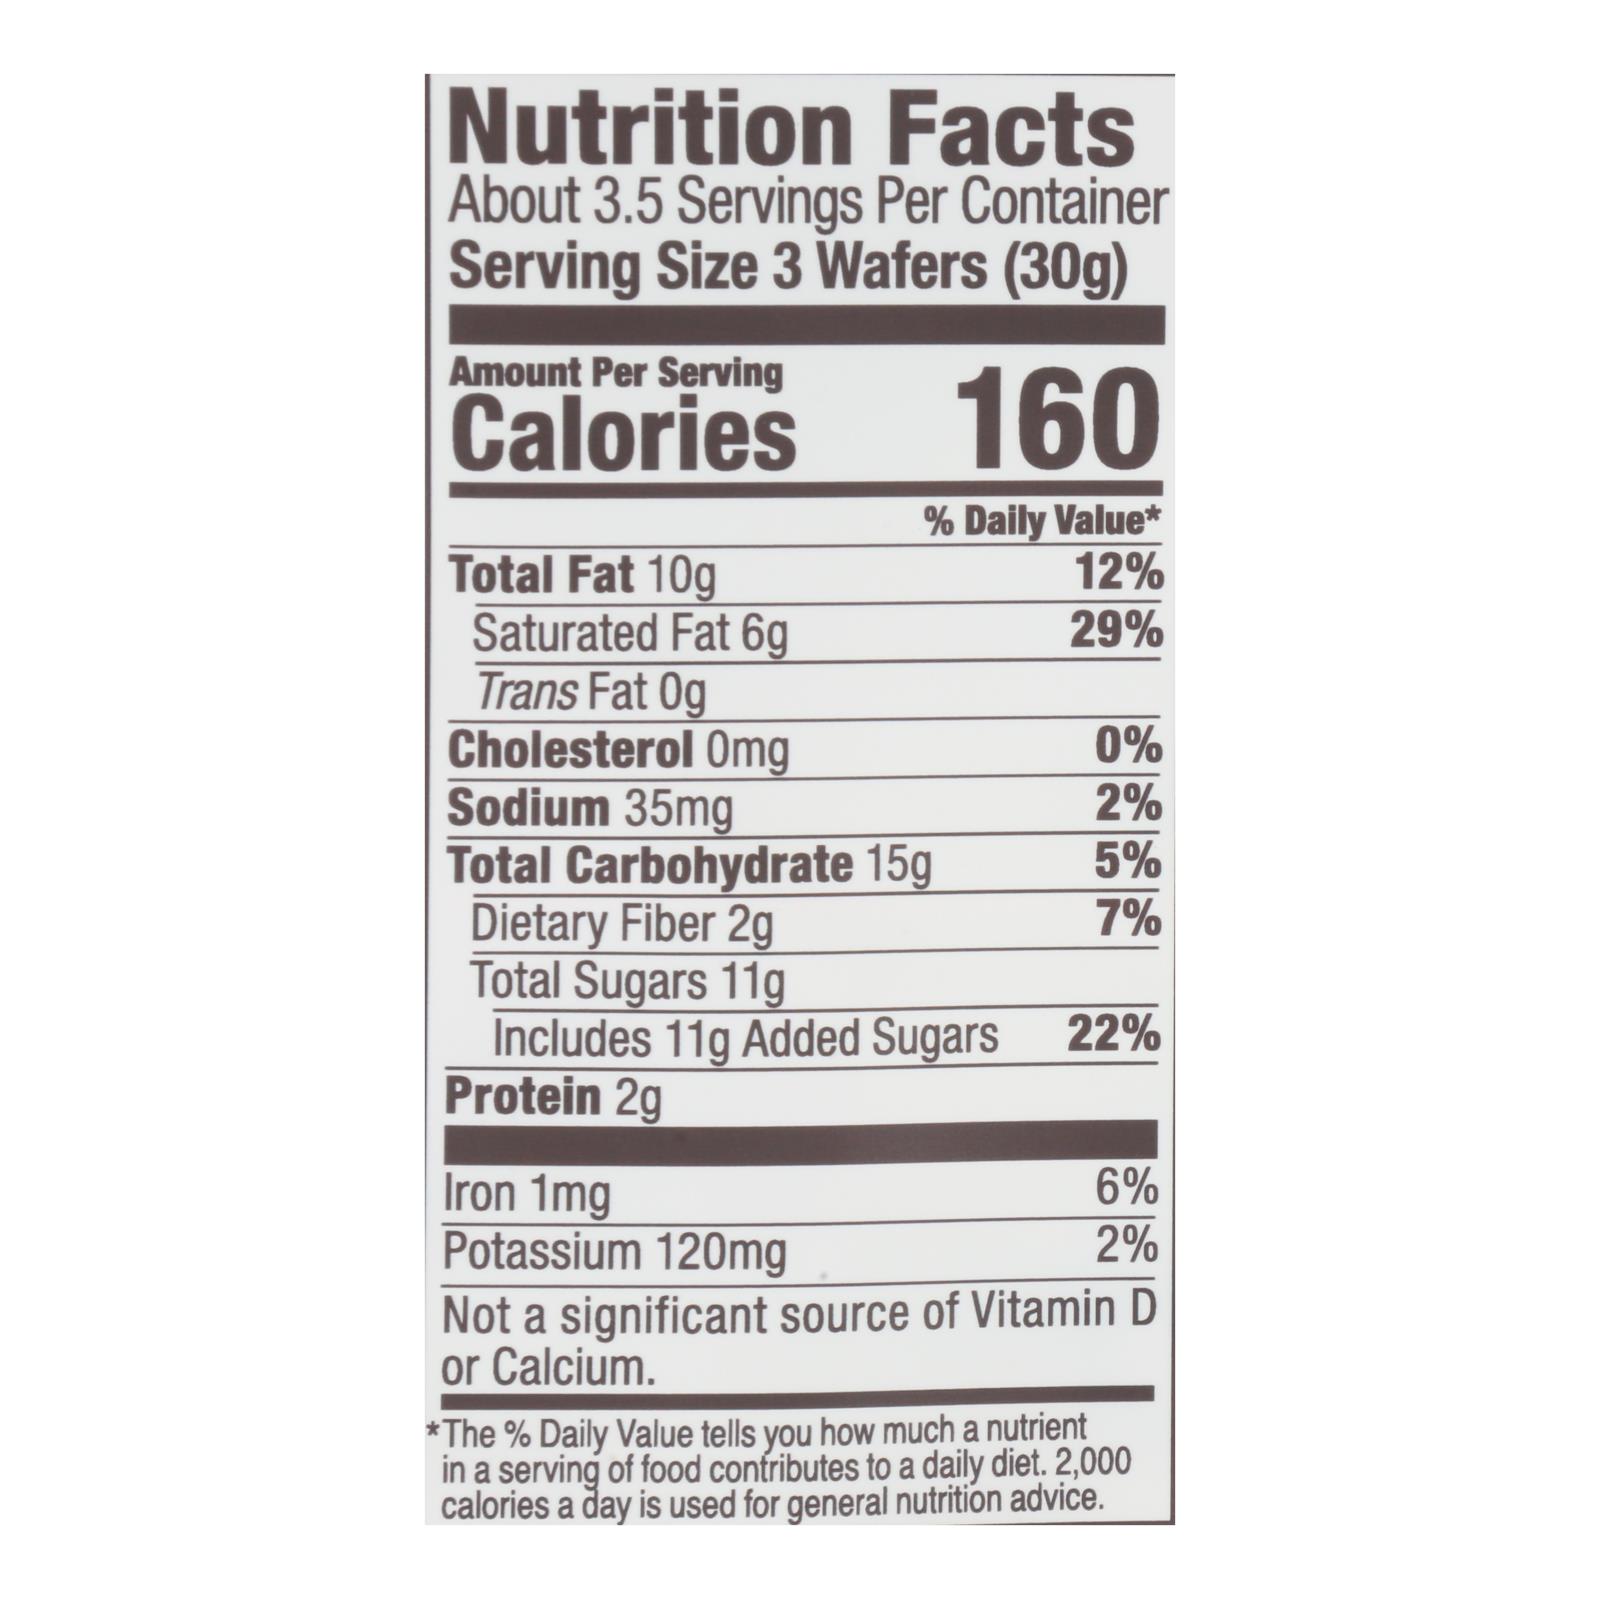 Nutrition Facts
About 3.5 Servings Per Container
Serving Size 3 Wafers (30g)
Amount Per Serving
Calories 160
% Daily Value*
Total Fat 10g 12%
Saturated Fat 6g 29%
Trans Fat 0g
Cholesterol 0mg 0%
Sodium 35mg 2%
Total Carbohydrate 15g 5%
Dietary Fiber 2g 7%
Total Sugars 11g
Includes 11g Added Sugars 22%
Protein 2g
Iron 1mg 6%
Potassium 120mg 2%
Not a significant source of Vitamin D
or Calcium.
*The % Daily Value tells you how much a nutrient
in a serving of food contributes to a daily diet. 2,000
calories a day is used for general nutrition advice.